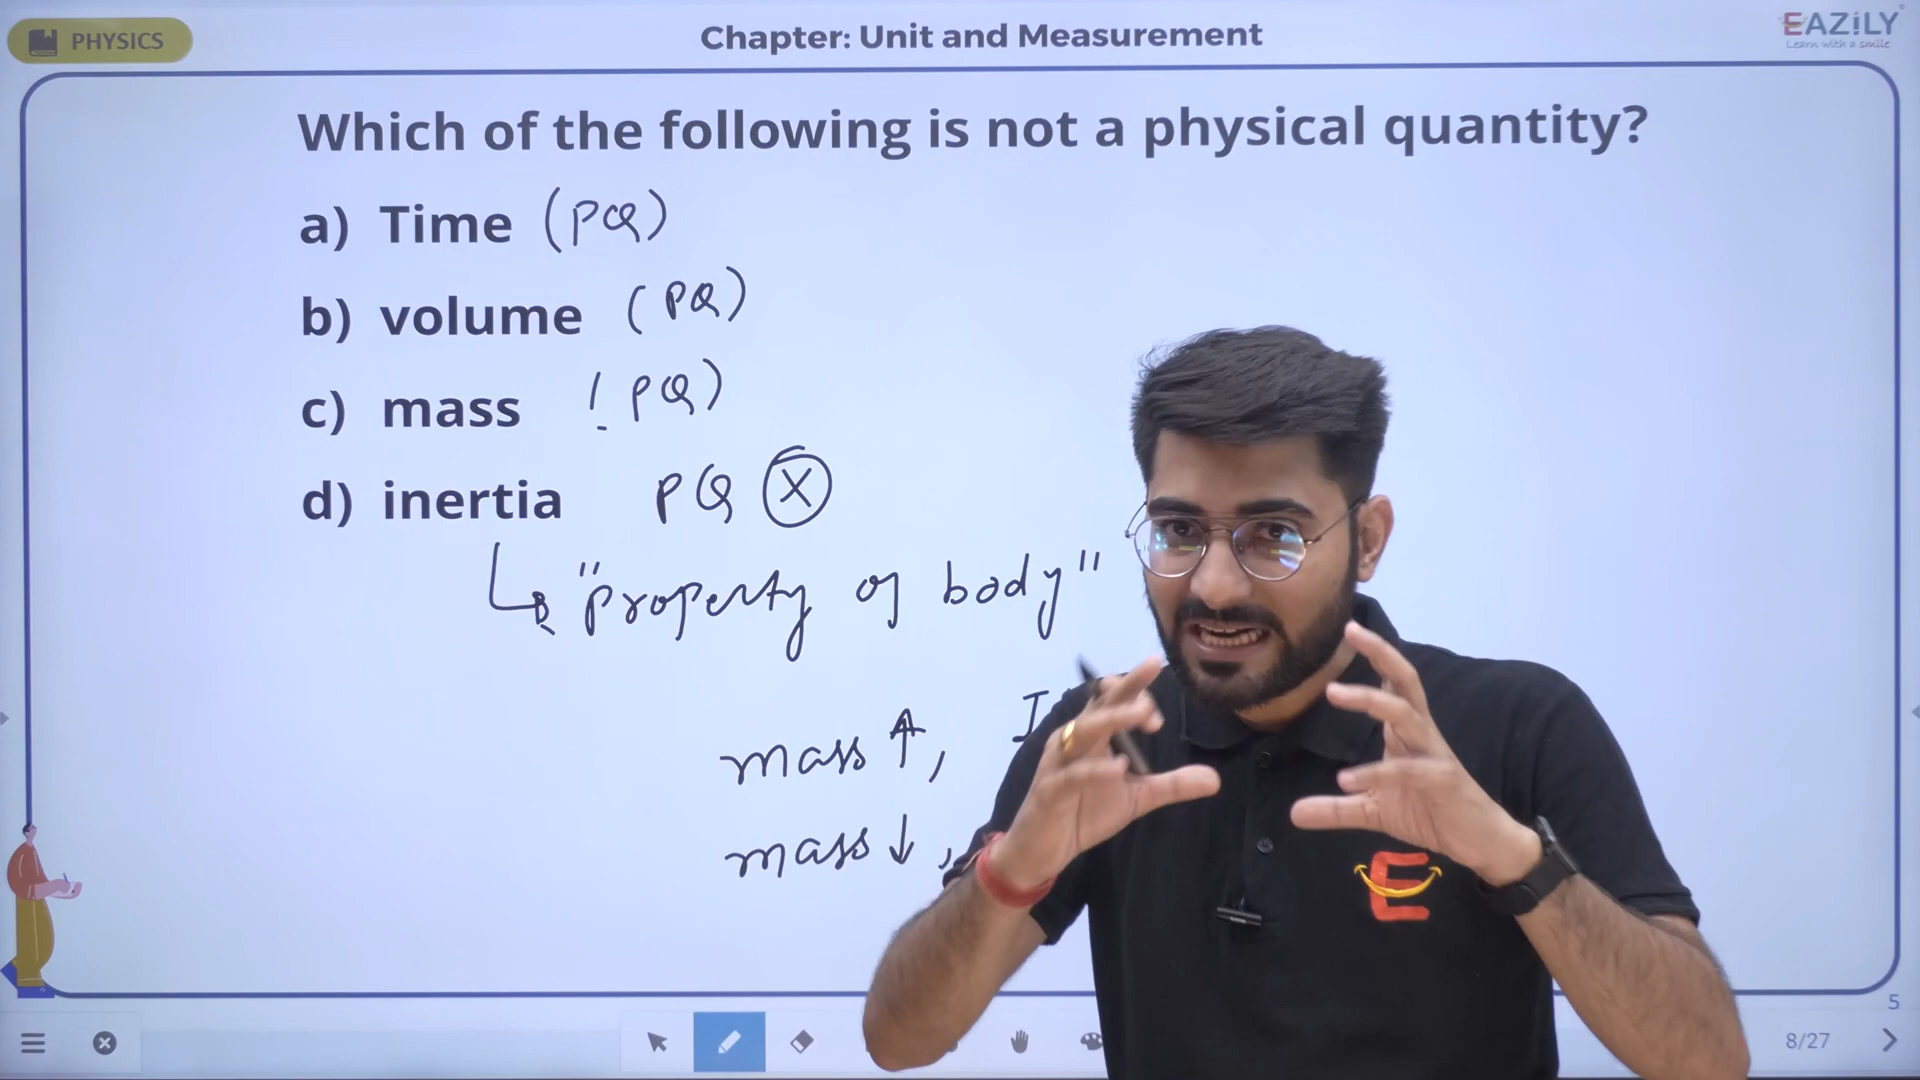 PHYSICS
Chapter: Unit and Measurement
EAZiLY
Learn with a smile
Which of the following is not a physical quantity?
a) Time (PQ)
b) volume (PQ)
c) mass (PQ)
d) inertia PQ X
"property of body"
mass ↑, I
mass ↓,
E
5
8/27